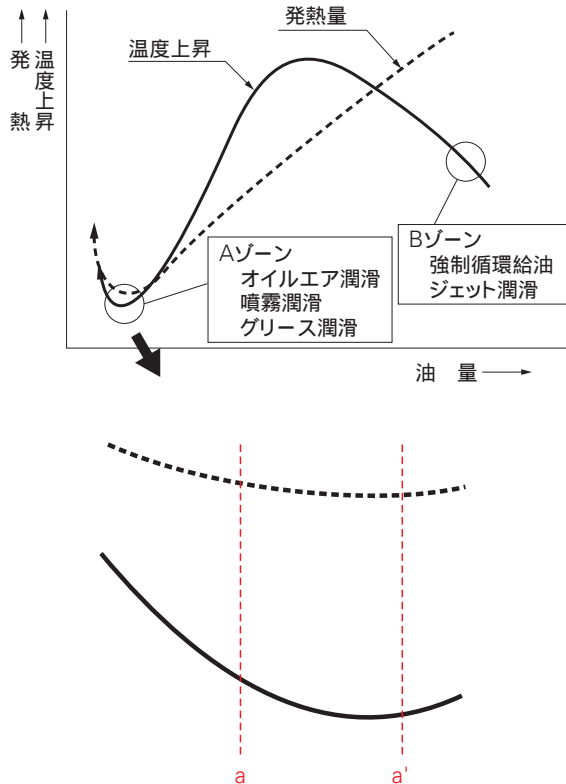 発熱
温度上昇
温度上昇
発熱量
Aゾーン
オイルエア潤滑
噴霧潤滑
グリース潤滑
Bゾーン
強制循環給油
ジェット潤滑
油 量
a
a'